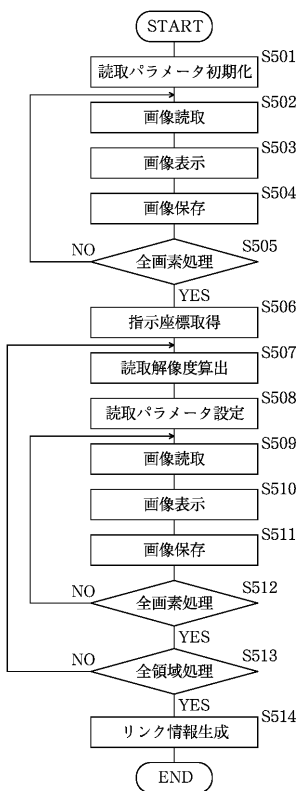 START
S501
読取パラメータ初期化
S502
画像読取
S503
画像表示
S504
画像保存
S505
全画素処理
NO
YES
S506
指示座標取得
S507
読取解像度算出
S508
読取パラメータ設定
S509
画像読取
S510
画像表示
S511
画像保存
S512
全画素処理
NO
YES
S513
全領域処理
NO
YES
S514
リンク情報生成
END